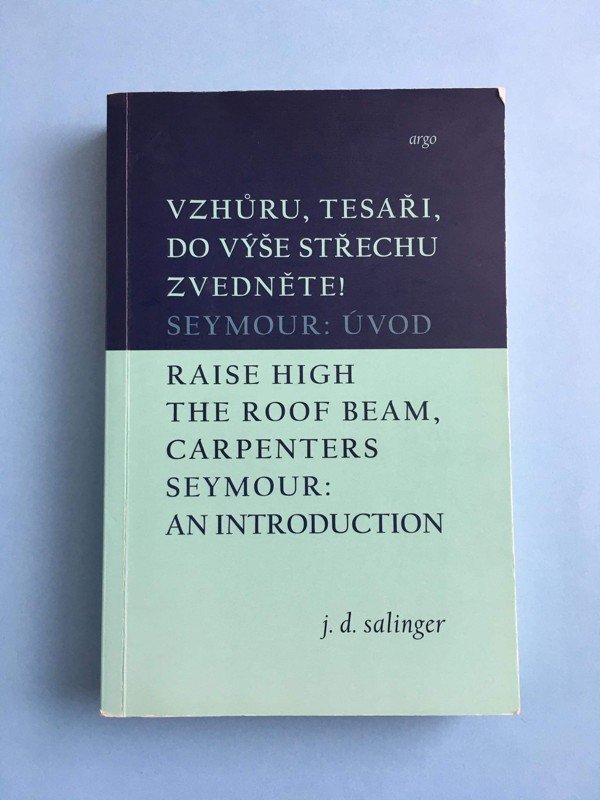 argo
VZHŮRU, TESAŘI,
DO VÝŠE STŘECHU
ZVEDNĚTE!
SEYMOUR: ÚVOD
RAISE HIGH
THE ROOF BEAM,
CARPENTERS
SEYMOUR:
AN INTRODUCTION
j. d. salinger